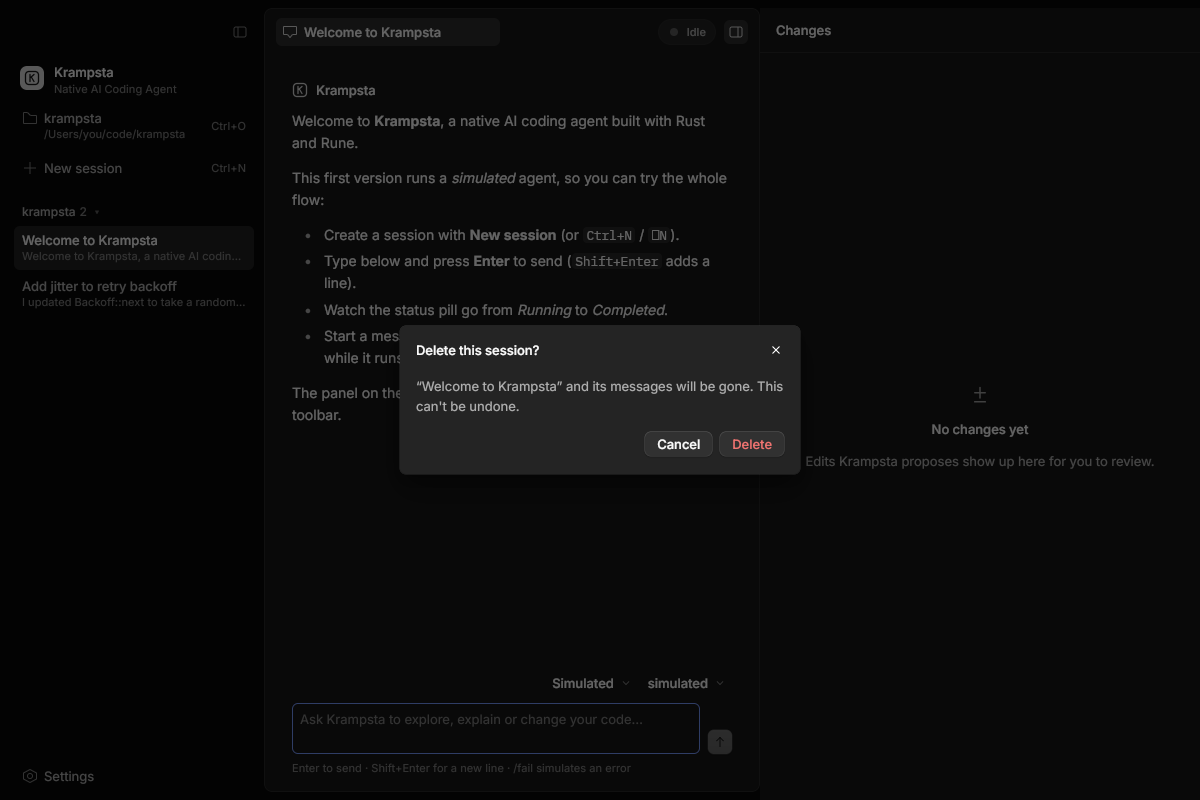 Krampsta
Native AI Coding Agent
krampsta
/Users/you/code/krampsta
Ctrl+O
New session
Ctrl+N
krampsta 2
Welcome to Krampsta
Welcome to Krampsta, a native AI codin...
Add jitter to retry backoff
I updated Backoff::next to take a random...
Settings
Welcome to Krampsta
Idle
Krampsta
Welcome to Krampsta, a native AI coding agent built with Rust
and Rune.
This first version runs a simulated agent, so you can try the whole
flow:
• Create a session with New session (or Ctrl+N / N).
• Type below and press Enter to send (Shift+Enter adds a
line).
• Watch the status pill go from Running to Completed.
• Start a mes
while it runs
The panel on the
toolbar.
Delete this session?
“Welcome to Krampsta” and its messages will be gone. This
can't be undone.
Cancel
Delete
Simulated
simulated
Ask Krampsta to explore, explain or change your code...
Enter to send · Shift+Enter for a new line · /fail simulates an error
Changes
No changes yet
Edits Krampsta proposes show up here for you to review.